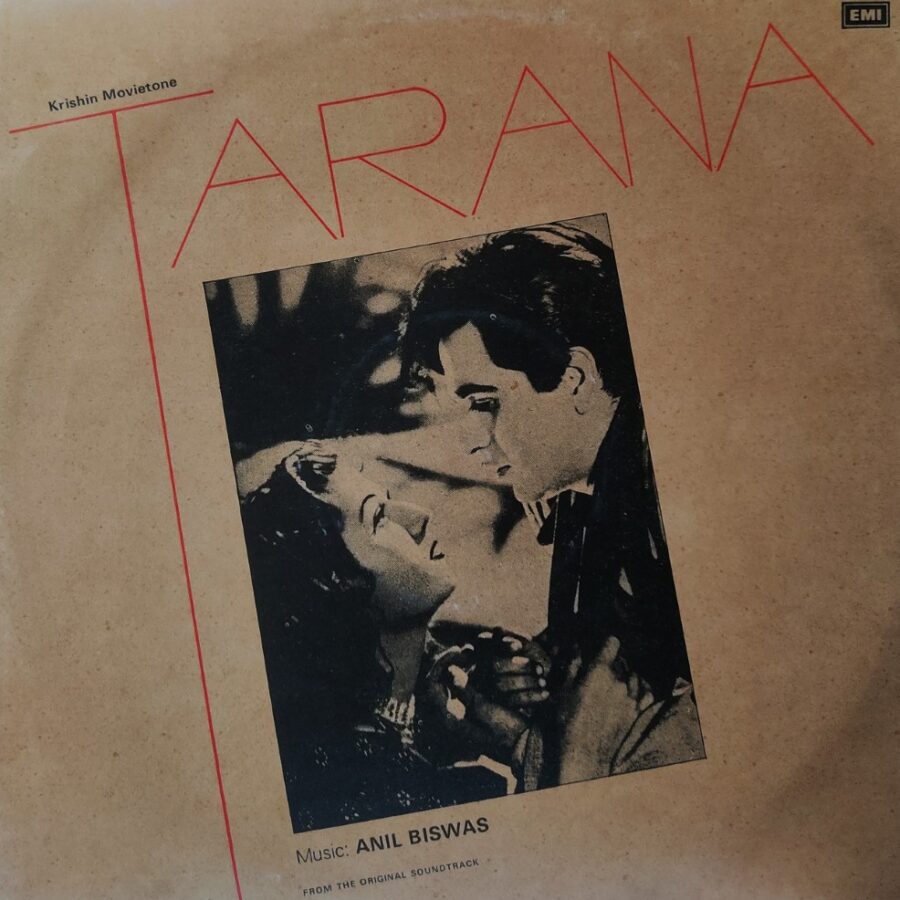 EMI
Krishin Movietone
TARANA
Music: ANIL BISWAS
FROM THE ORIGINAL SOUNDTRACK